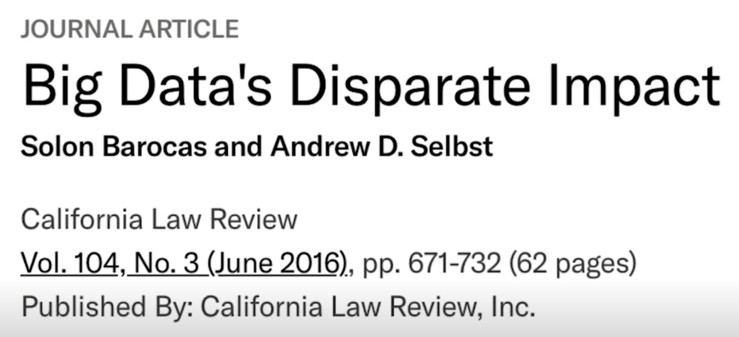 JOURNAL ARTICLE
Big Data's Disparate Impact
Solon Barocas and Andrew D. Selbst
California Law Review
Vol. 104, No. 3 (June 2016), pp. 671-732 (62 pages)
Published By: California Law Review, Inc.